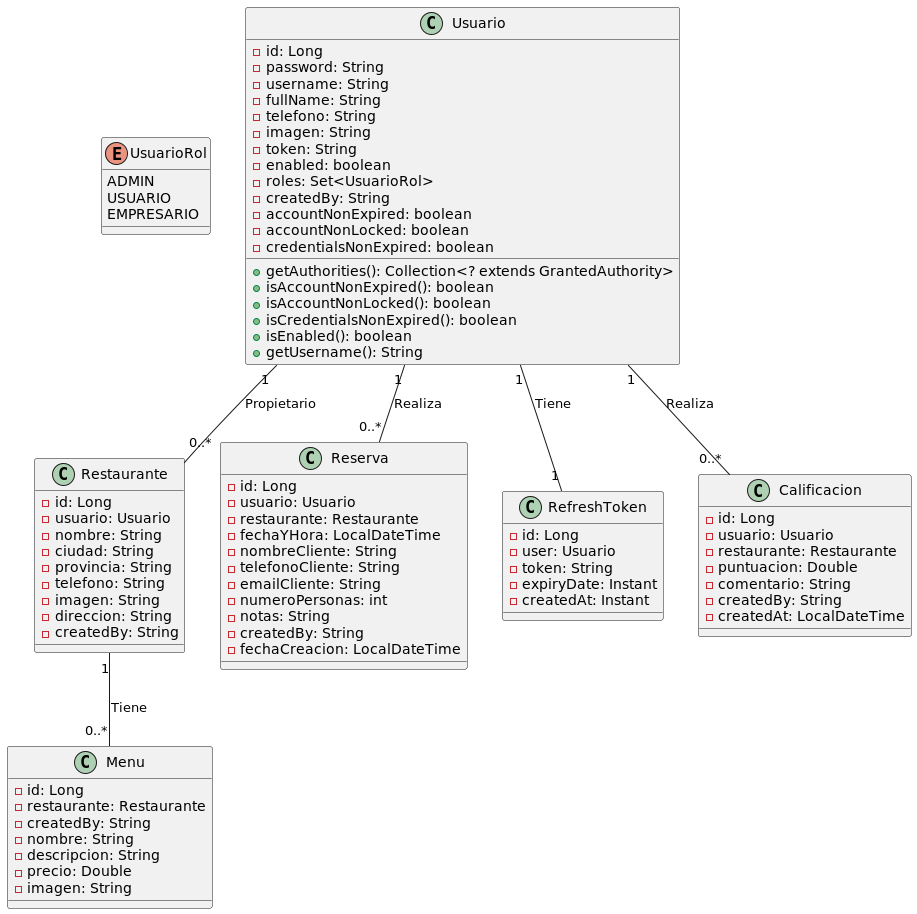 C Usuario
id: Long
password: String
username: String
fullName: String
telefono: String
imagen: String
token: String
enabled: boolean
roles: Set<UsuarioRol>
createdBy: String
accountNonExpired: boolean
accountNonLocked: boolean
credentialsNonExpired: boolean
getAuthorities(): Collection<? extends GrantedAuthority>
isAccountNonExpired(): boolean
isAccountNonLocked(): boolean
isCredentialsNonExpired(): boolean
isEnabled(): boolean
getUsername(): String
E UsuarioRol
ADMIN
USUARIO
EMPRESARIO
1
Propietario
0..*
1
Realiza
0..*
1
Tiene
1
1
Realiza
0..*
C Restaurante
id: Long
usuario: Usuario
nombre: String
ciudad: String
provincia: String
telefono: String
imagen: String
direccion: String
createdBy: String
C Reserva
id: Long
usuario: Usuario
restaurante: Restaurante
fechaYHora: LocalDateTime
nombreCliente: String
telefonoCliente: String
emailCliente: String
numeroPersonas: int
notas: String
createdBy: String
fechaCreacion: LocalDateTime
C RefreshToken
id: Long
user: Usuario
token: String
expiryDate: Instant
createdAt: Instant
C Calificacion
id: Long
usuario: Usuario
restaurante: Restaurante
puntuacion: Double
comentario: String
createdBy: String
createdAt: LocalDateTime
1
Tiene
0..*
C Menu
id: Long
restaurante: Restaurante
createdBy: String
nombre: String
descripcion: String
precio: Double
imagen: String